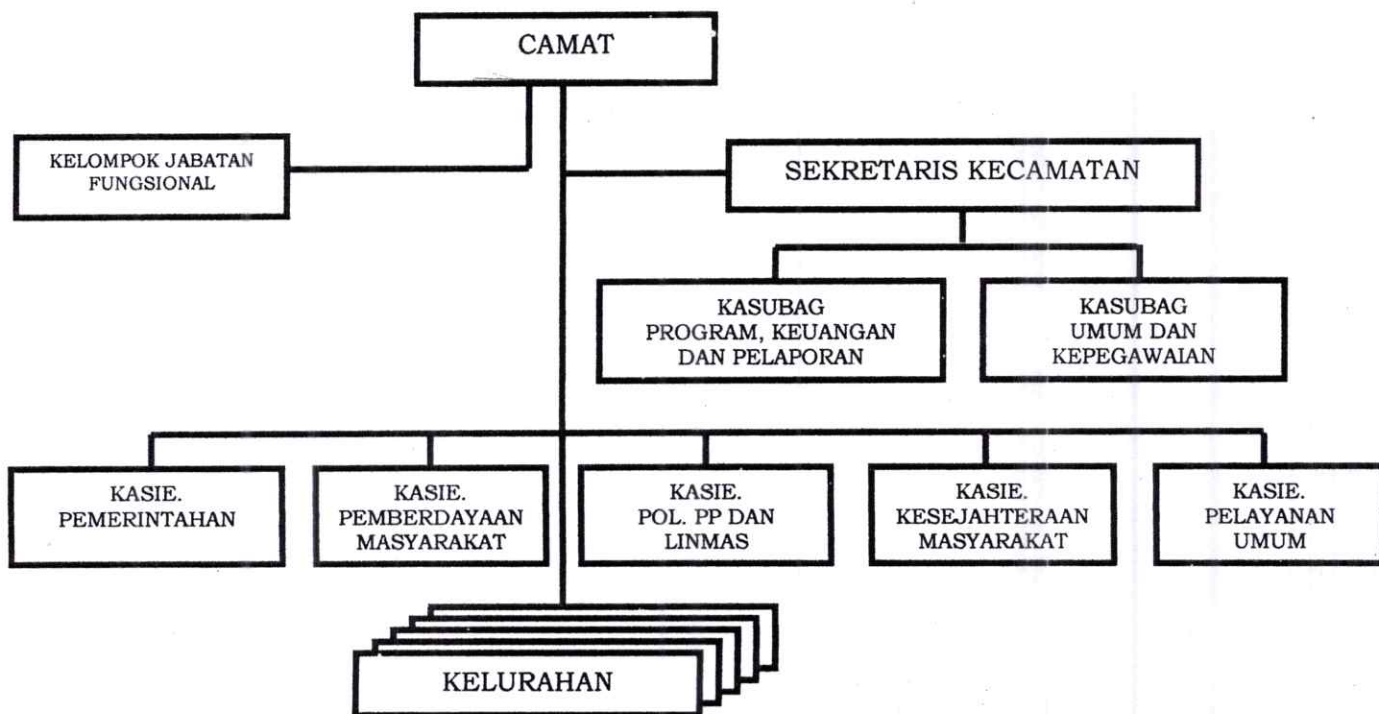 CAMAT
KELOMPOK JABATAN
FUNGSIONAL
SEKRETARIS KECAMATAN
KASUBAG
PROGRAM, KEUANGAN
DAN PELAPORAN
KASUBAG
UMUM DAN
KEPEGAWAIAN
KASIE.
PEMERINTAHAN
KASIE.
PEMBERDAYAAN
MASYARAKAT
KASIE.
POL. PP DAN
LINMAS
KASIE.
KESEJAHTERAAN
MASYARAKAT
KASIE.
PELAYANAN
UMUM
KELURAHAN